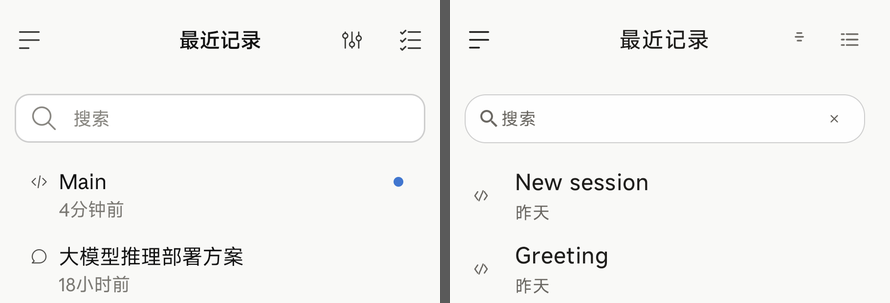 最近记录
搜索
Main
4分钟前
大模型推理部署方案
18小时前
最近记录
搜索
New session
昨天
Greeting
昨天